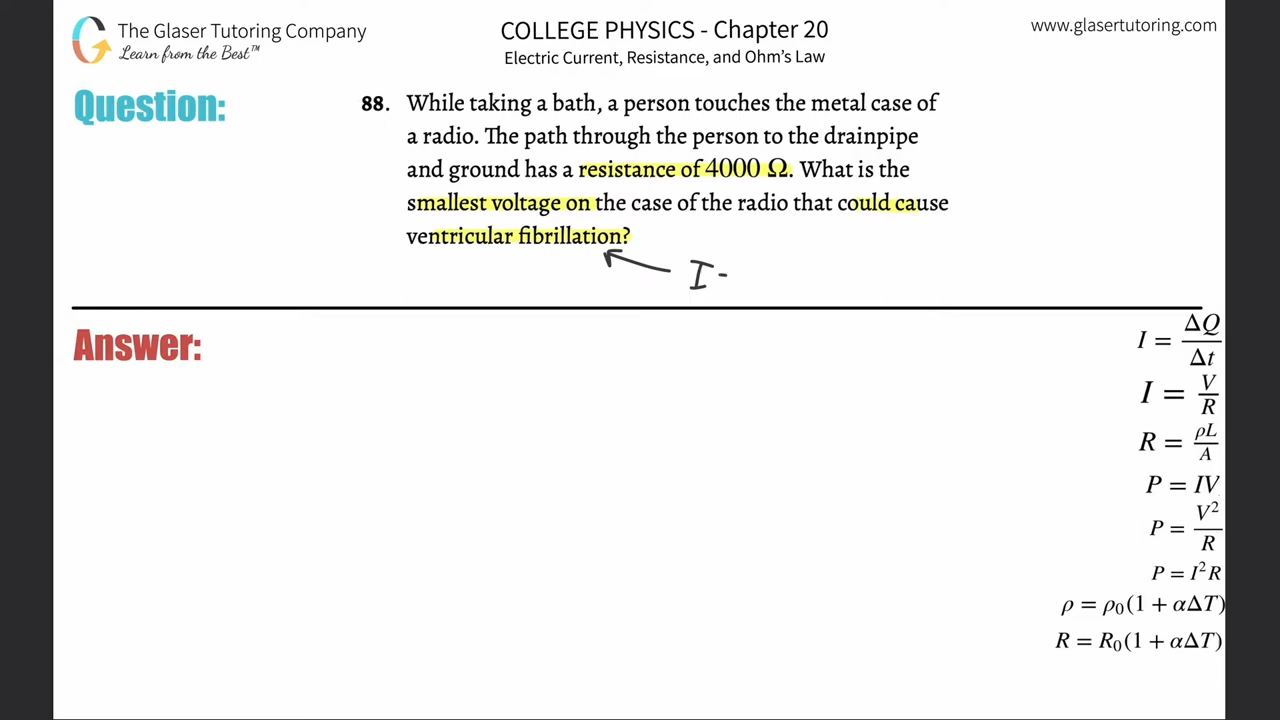 The Glaser Tutoring Company
Learn from the Best™
COLLEGE PHYSICS - Chapter 20
Electric Current, Resistance, and Ohm's Law
www.glasertutoring.com
Question:
88. While taking a bath, a person touches the metal case of
a radio. The path through the person to the drainpipe
and ground has a resistance of 4000 Ω. What is the
smallest voltage on the case of the radio that could cause
ventricular fibrillation?
I -
Answer:
I = ΔQ/Δt
I = V/R
R = ρL/A
P = IV
P = V²/R
P = I²R
ρ = ρ₀(1 + αΔT)
R = R₀(1 + αΔT)